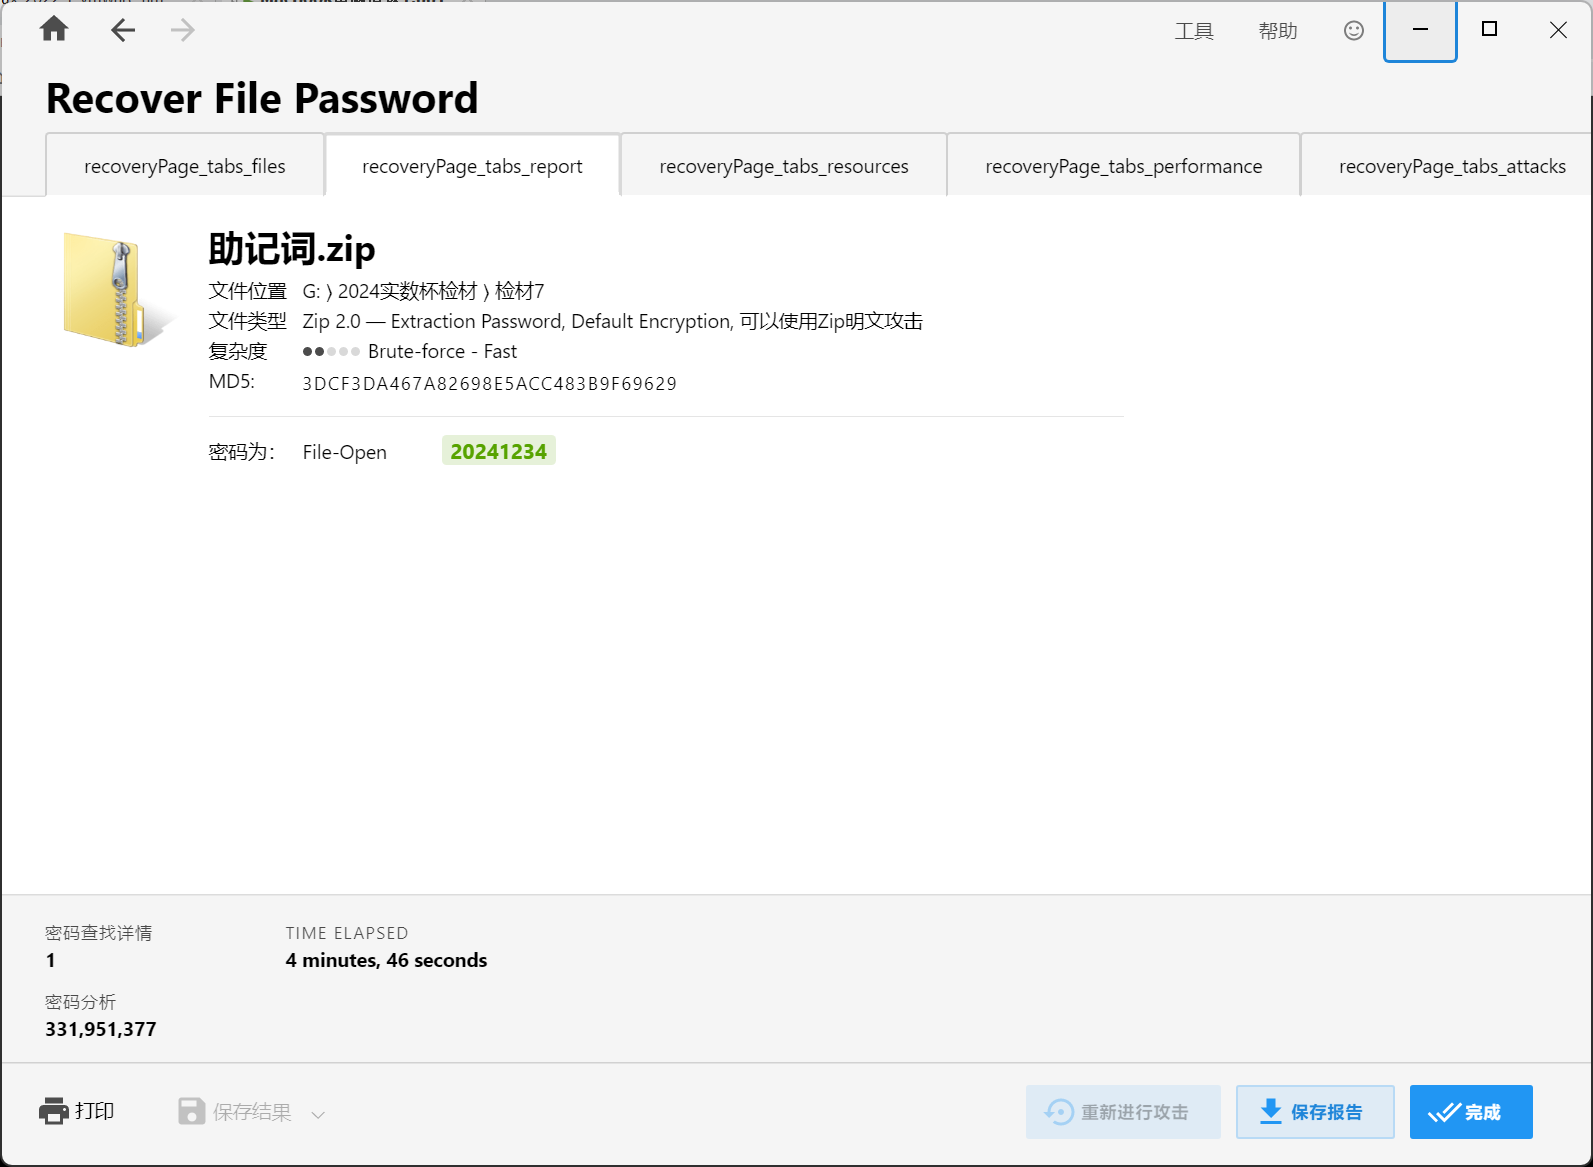 工具 帮助
Recover File Password
recoveryPage_tabs_files recoveryPage_tabs_report recoveryPage_tabs_resources recoveryPage_tabs_performance recoveryPage_tabs_attacks
助记词.zip
文件位置 G: ⟩ 2024实数杯检材 ⟩ 检材7
文件类型 Zip 2.0 — Extraction Password, Default Encryption, 可以使用Zip明文攻击
复杂度 Brute-force - Fast
MD5: 3DCF3DA467A82698E5ACC483B9F69629
密码为: File-Open 20241234
密码查找详情 TIME ELAPSED
1 4 minutes, 46 seconds
密码分析
331,951,377
打印 保存结果 重新进行攻击 保存报告 完成